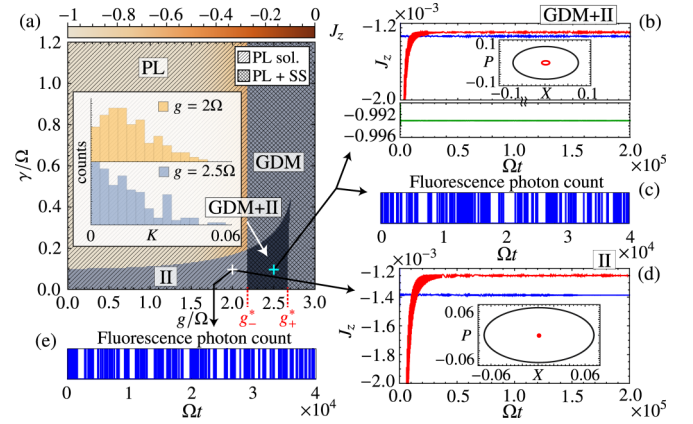 (a)
−1
−0.2
−0.1
0
J_z
1.2
1.0
0.8
0.6
0.4
0.2
0.0
γ/Ω
PL
PL sol.
PL + SS
g = 2Ω
g = 2.5Ω
counts
0
K
0.06
GDM
GDM+II
II
0.0
0.5
1.0
1.5
2.0
2.5
3.0
g/Ω
g*_−
g*_+
(b)
GDM+II
×10⁻³
−1.2
−2.0
J_z
0.1
P
−0.1
−0.1
X
0.1
≈
−0.992
−0.996
0.0
0.5
1.0
1.5
2.0
Ωt
×10⁵
Fluorescence photon count
(c)
0
1
2
3
4
Ωt
×10⁴
×10⁻³
II
(d)
−1.2
−1.4
−1.6
−1.8
−2.0
J_z
0.06
P
−0.06
−0.06
X
0.06
0.0
0.5
1.0
1.5
2.0
Ωt
×10⁵
(e)
Fluorescence photon count
0
1
2
3
4
Ωt
×10⁴